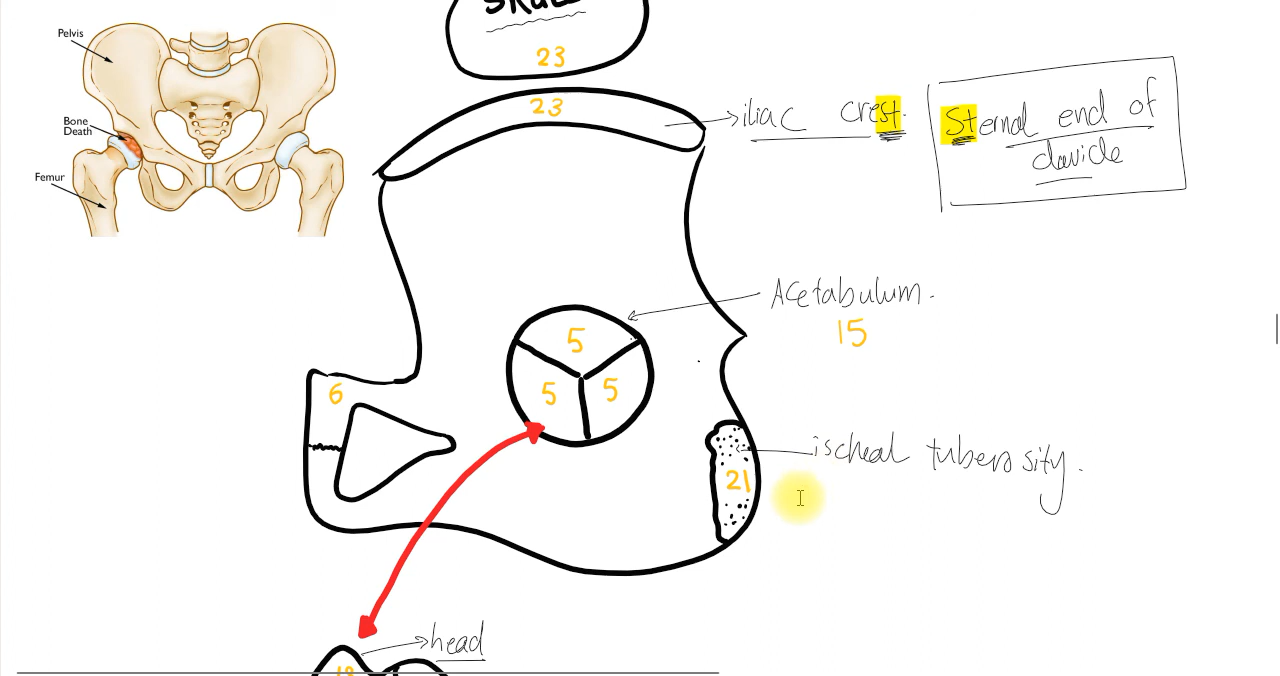 Skull
23
Pelvis
Bone
Death
Femur
23
iliac crest.
Sternal end of
clavicle
Acetabulum.
15
5
5
5
6
ischeal tuberosity.
21
head